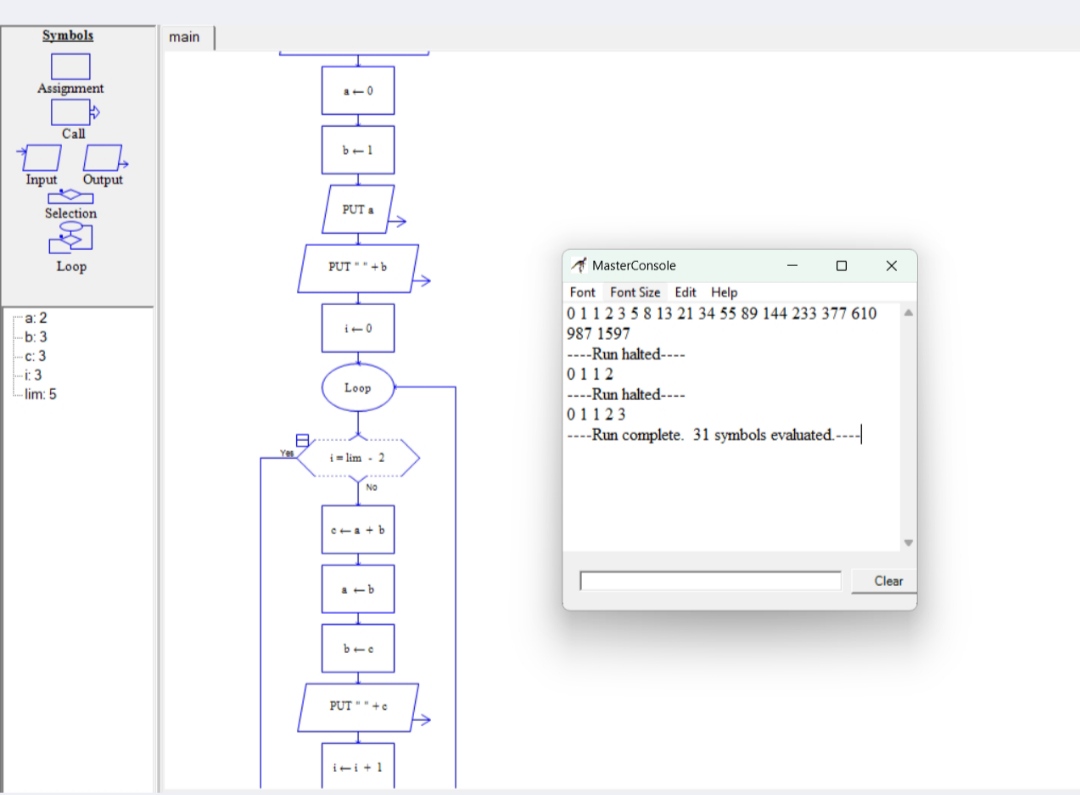 Symbols
Assignment
Call
Input Output
Selection
Loop
a: 2
b: 3
c: 3
i: 3
lim: 5
main
a ← 0
b ← 1
PUT a
PUT " "+b
i ← 0
Loop
Yes
i = lim - 2
No
c ← a + b
a ← b
b ← c
PUT " "+c
i ← i + 1
MasterConsole
Font Font Size Edit Help
0 1 1 2 3 5 8 13 21 34 55 89 144 233 377 610
987 1597
----Run halted----
0 1 1 2
----Run halted----
0 1 1 2 3
----Run complete.  31 symbols evaluated.----
Clear